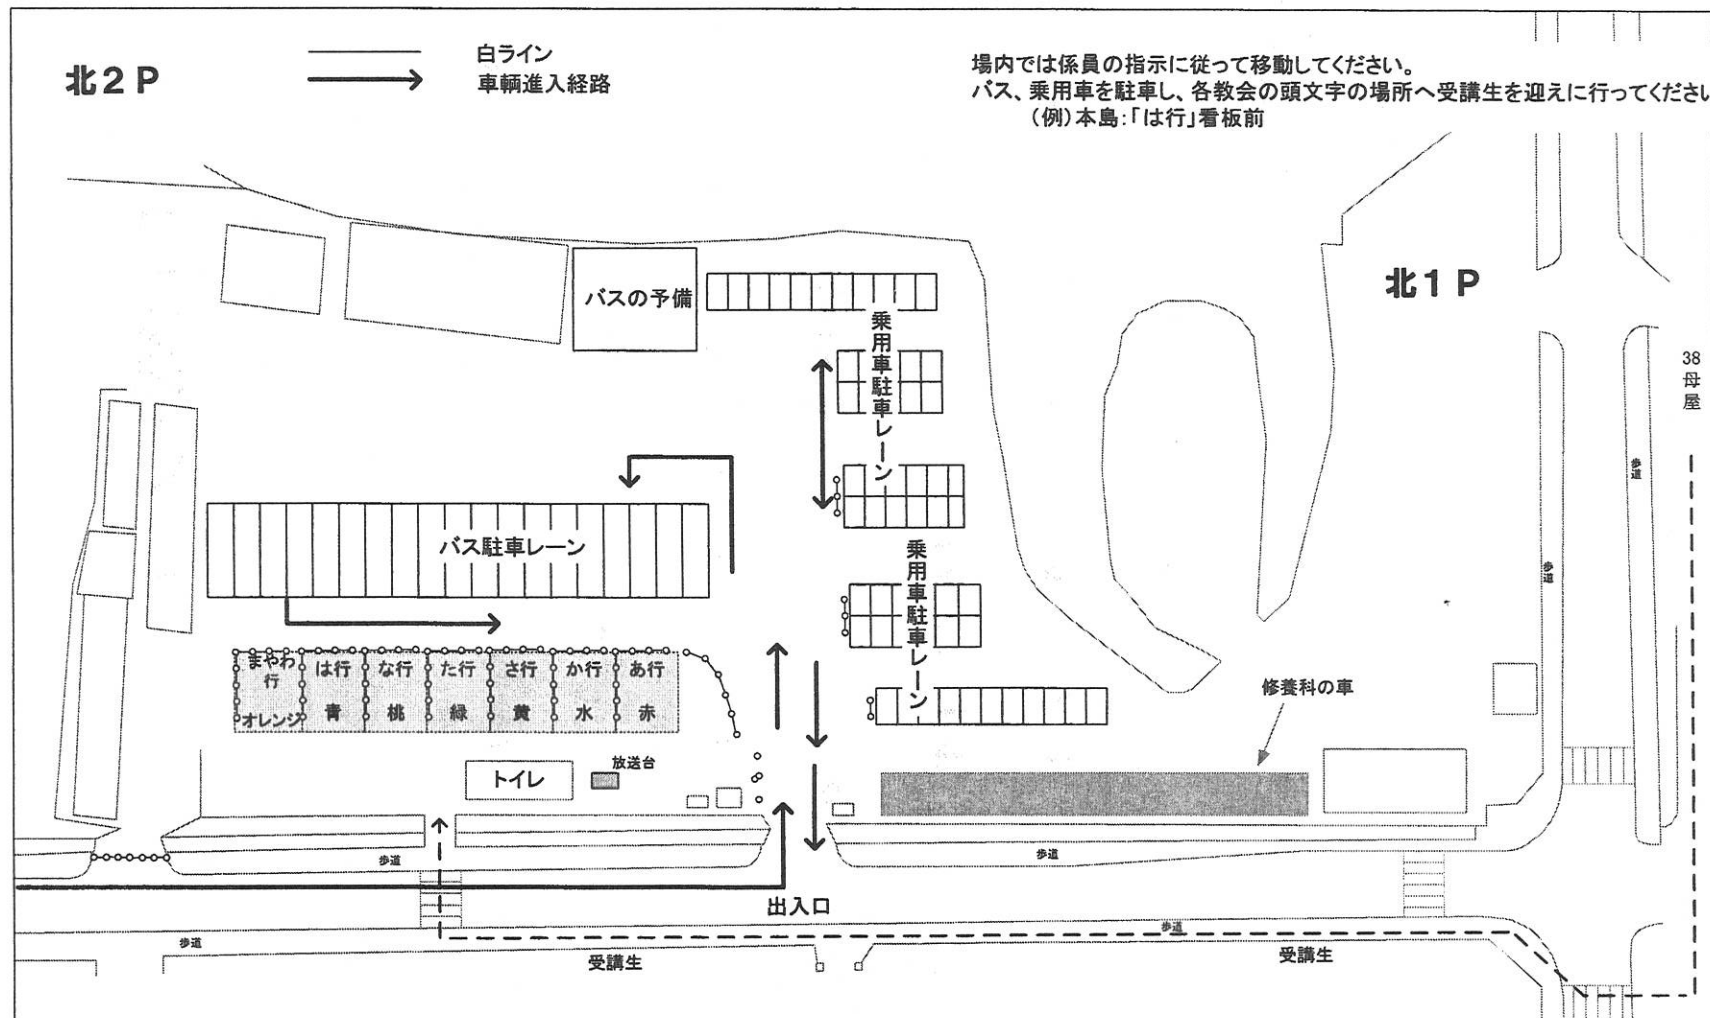 北2 P
白ライン
車輌進入経路
場内では係員の指示に従って移動してください。
バス、乗用車を駐車し、各教会の頭文字の場所へ受講生を迎えに行ってくださ
(例)本島:「は行」看板前
北1 P
バスの予備
乗用車駐車レーン
38母屋
歩道
歩道
バス駐車レーン
乗用車駐車レーン
まやわ行
は行
な行
た行
さ行
か行
あ行
オレンジ
青
桃
緑
黄
水
赤
修養科の車
トイレ
放送台
歩道
歩道
出入口
歩道
歩道
受講生
受講生